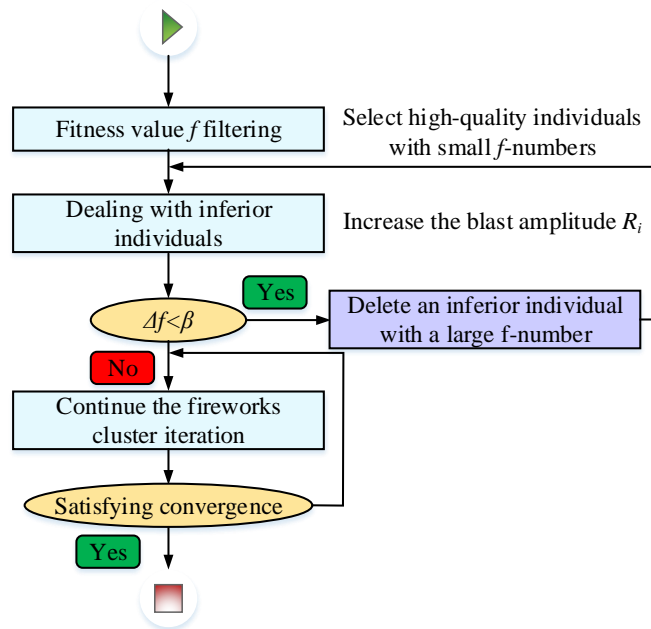 Fitness value f filtering
Select high-quality individuals
with small f-numbers
Dealing with inferior
individuals
Increase the blast amplitude Rᵢ
Yes
Δf<β
Delete an inferior individual
with a large f-number
No
Continue the fireworks
cluster iteration
Satisfying convergence
Yes